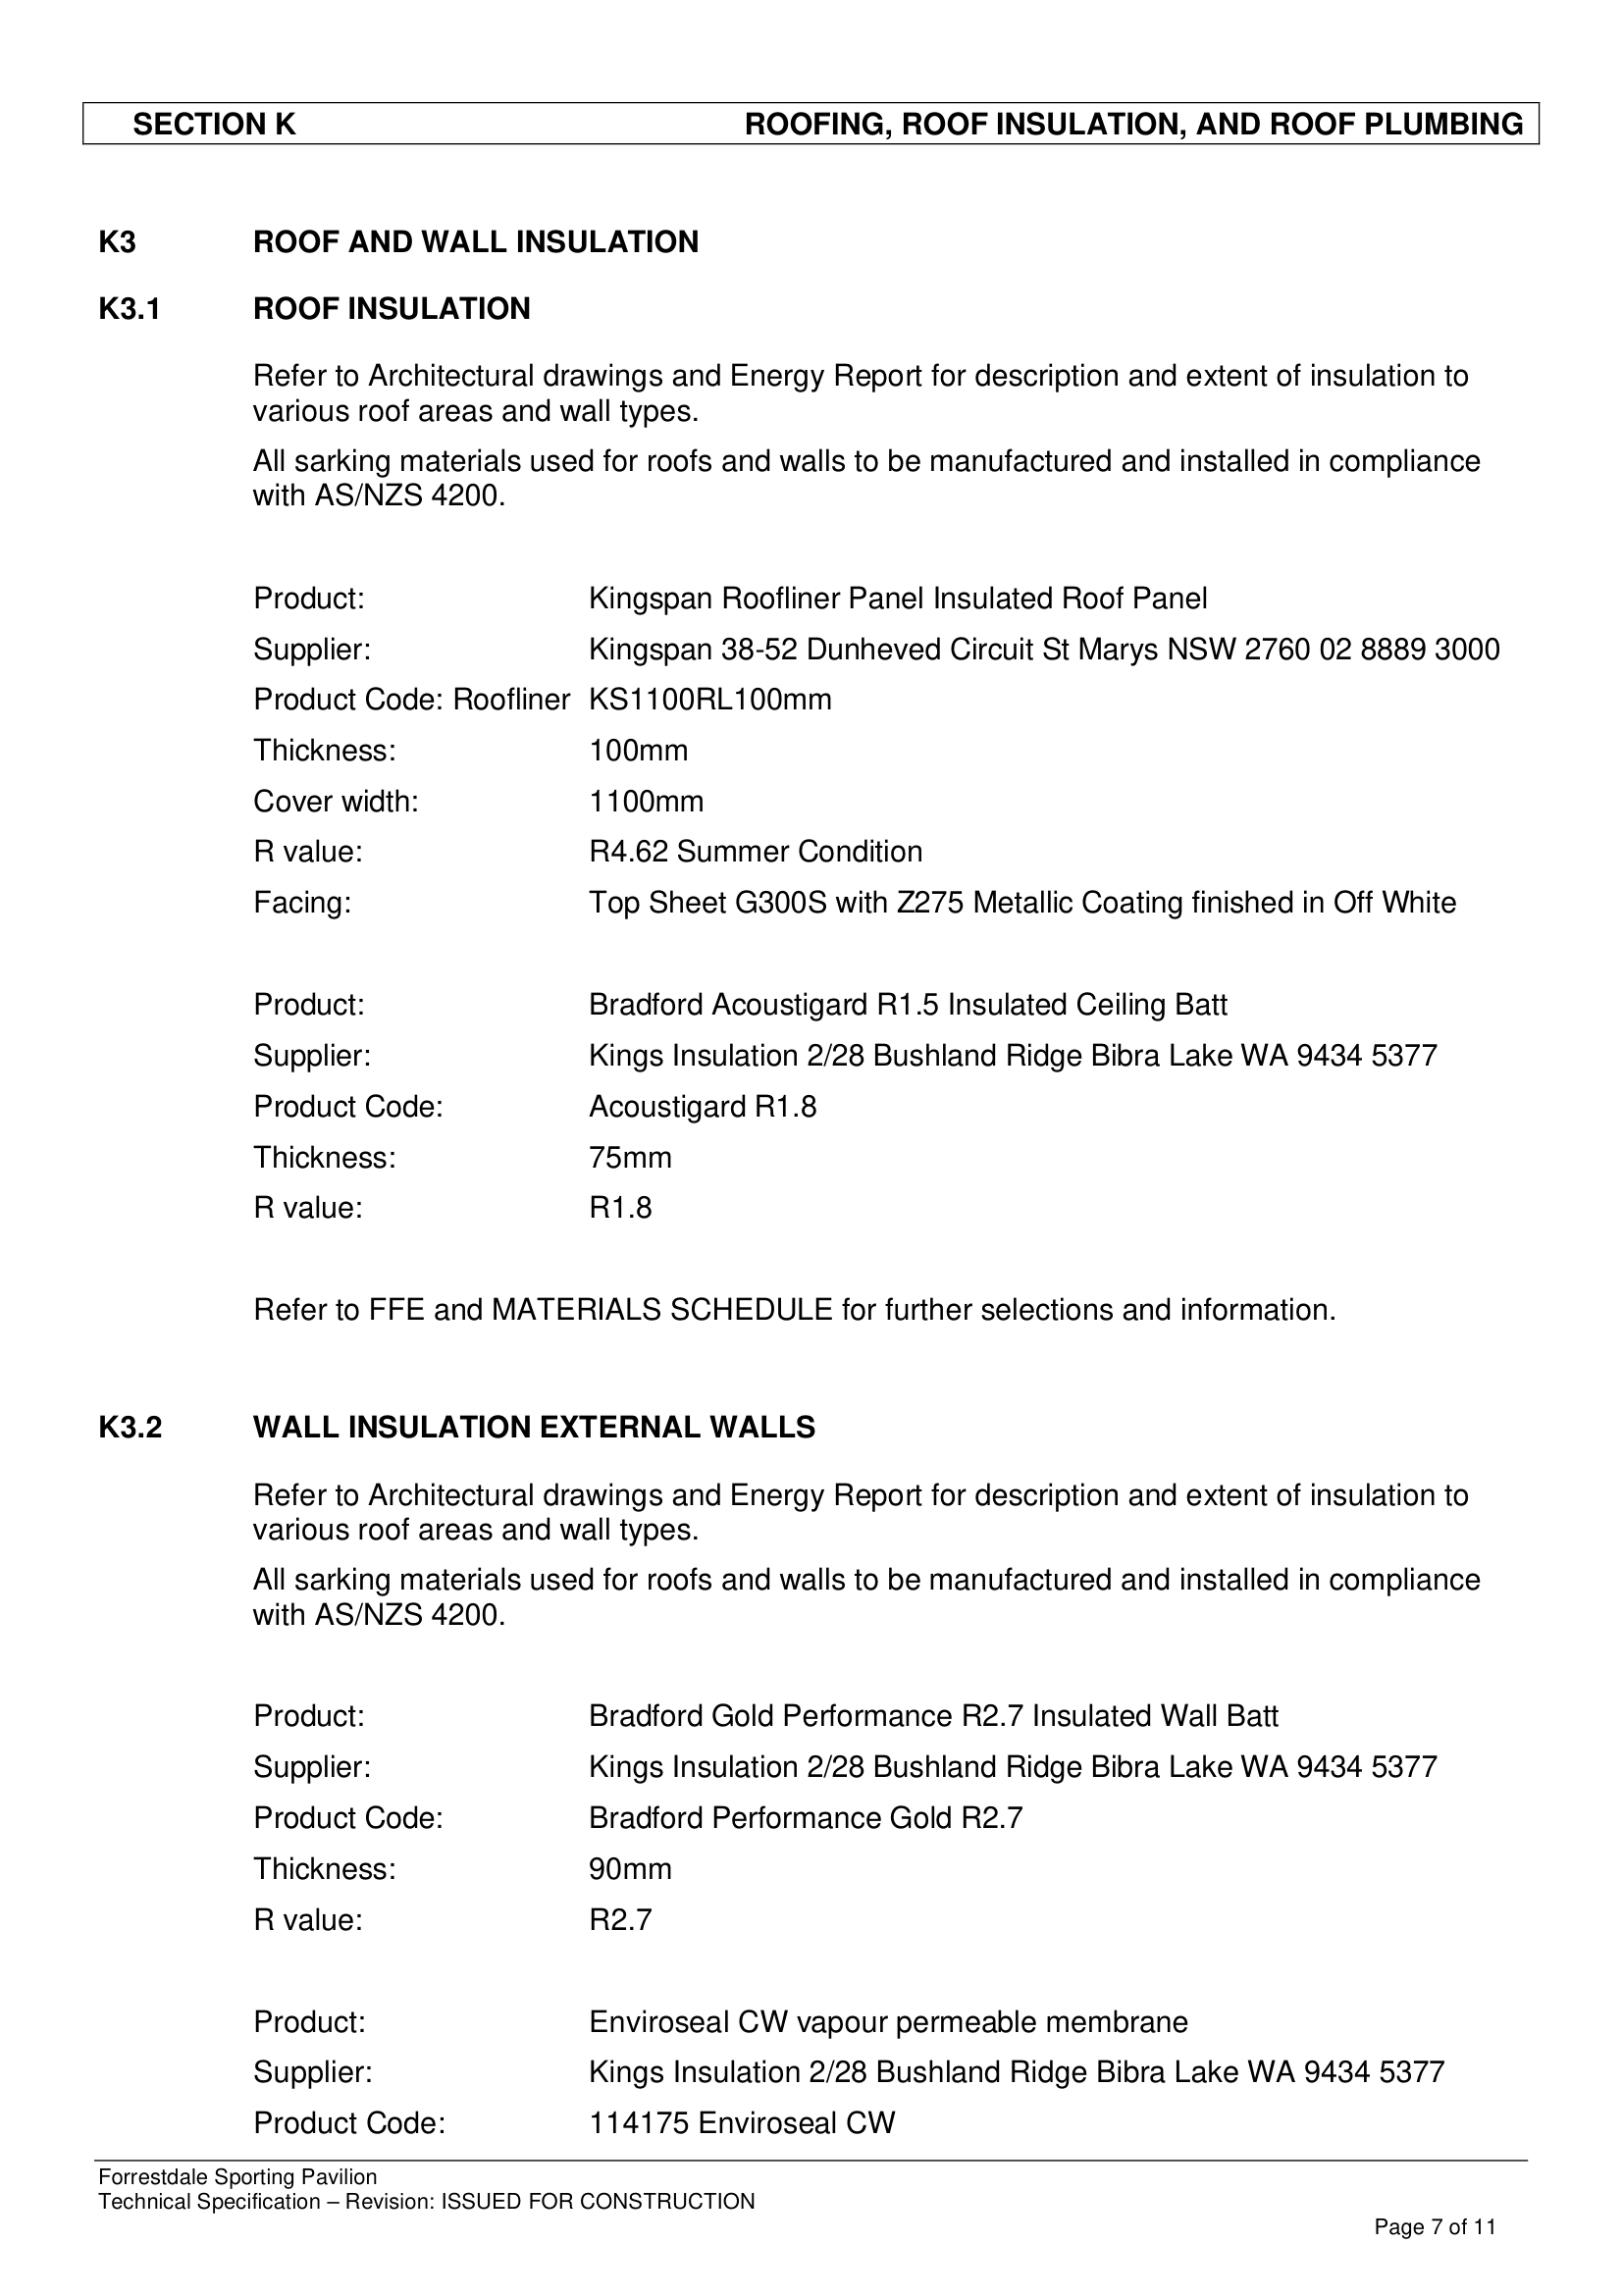 SECTION K ROOFING, ROOF INSULATION, AND ROOF PLUMBING
K3 ROOF AND WALL INSULATION
K3.1 ROOF INSULATION
Refer to Architectural drawings and Energy Report for description and extent of insulation to
various roof areas and wall types.
All sarking materials used for roofs and walls to be manufactured and installed in compliance
with AS/NZS 4200.
Product: Kingspan Roofliner Panel Insulated Roof Panel
Supplier: Kingspan 38-52 Dunheved Circuit St Marys NSW 2760 02 8889 3000
Product Code: Roofliner KS1100RL100mm
Thickness: 100mm
Cover width: 1100mm
R value: R4.62 Summer Condition
Facing: Top Sheet G300S with Z275 Metallic Coating finished in Off White
Product: Bradford Acoustigard R1.5 Insulated Ceiling Batt
Supplier: Kings Insulation 2/28 Bushland Ridge Bibra Lake WA 9434 5377
Product Code: Acoustigard R1.8
Thickness: 75mm
R value: R1.8
Refer to FFE and MATERIALS SCHEDULE for further selections and information.
K3.2 WALL INSULATION EXTERNAL WALLS
Refer to Architectural drawings and Energy Report for description and extent of insulation to
various roof areas and wall types.
All sarking materials used for roofs and walls to be manufactured and installed in compliance
with AS/NZS 4200.
Product: Bradford Gold Performance R2.7 Insulated Wall Batt
Supplier: Kings Insulation 2/28 Bushland Ridge Bibra Lake WA 9434 5377
Product Code: Bradford Performance Gold R2.7
Thickness: 90mm
R value: R2.7
Product: Enviroseal CW vapour permeable membrane
Supplier: Kings Insulation 2/28 Bushland Ridge Bibra Lake WA 9434 5377
Product Code: 114175 Enviroseal CW
Forrestdale Sporting Pavilion
Technical Specification – Revision: ISSUED FOR CONSTRUCTION
Page 7 of 11